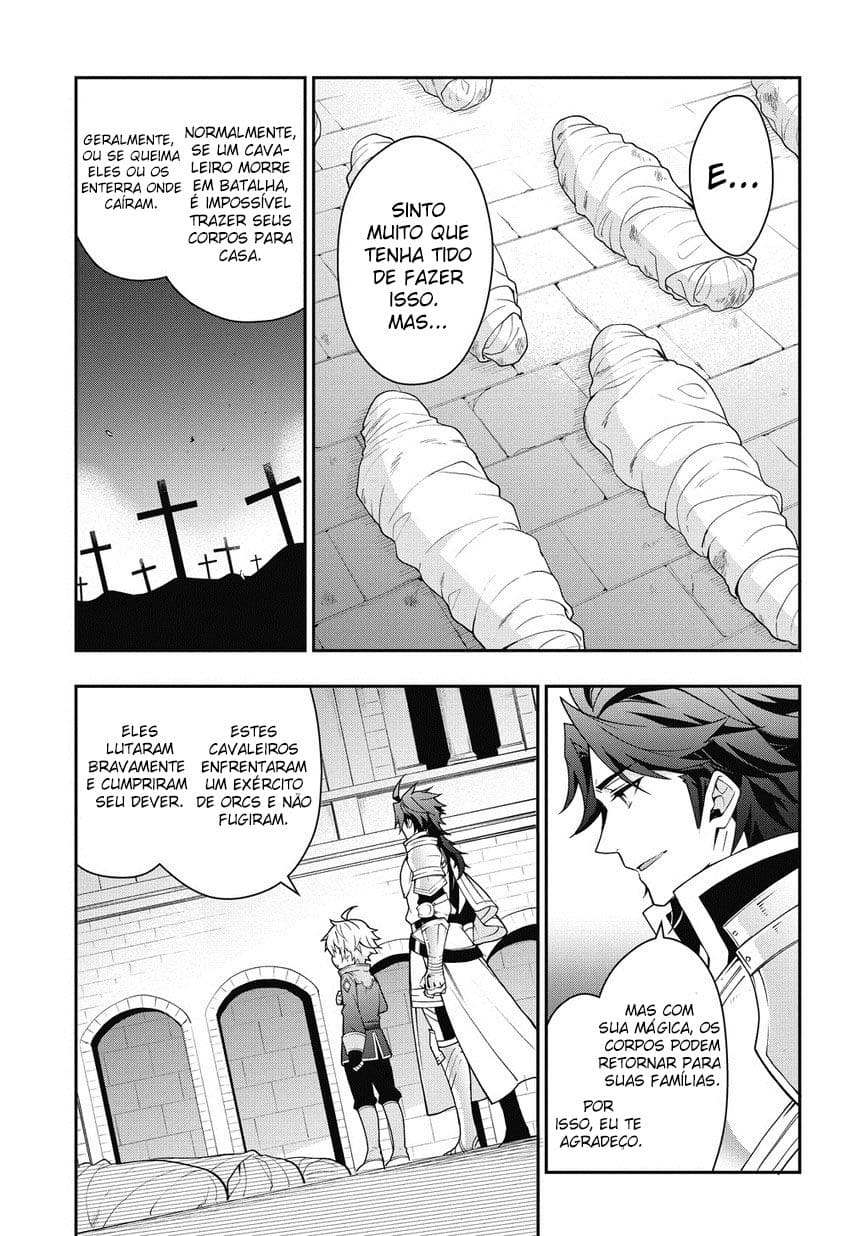 E...
SINTO
MUITO QUE
TENHA TIDO
DE FAZER
ISSO.
MAS...
NORMALMENTE,
SE UM CAVA-
LEIRO MORRE
EM BATALHA,
É IMPOSSÍVEL
TRAZER SEUS
CORPOS PARA
CASA.
GERALMENTE,
OU SE QUEIMA
ELES OU OS
ENTERRA ONDE
CAÍRAM.
MAS COM
SUA MÁGICA, OS
CORPOS PODEM
RETORNAR PARA
SUAS FAMÍLIAS.
POR
ISSO, EU TE
AGRADEÇO.
ESTES
CAVALEIROS
ENFRENTARAM
UM EXÉRCITO
DE ORCS E NÃO
FUGIRAM.
ELES
LUTARAM
BRAVAMENTE
E CUMPRIRAM
SEU DEVER.